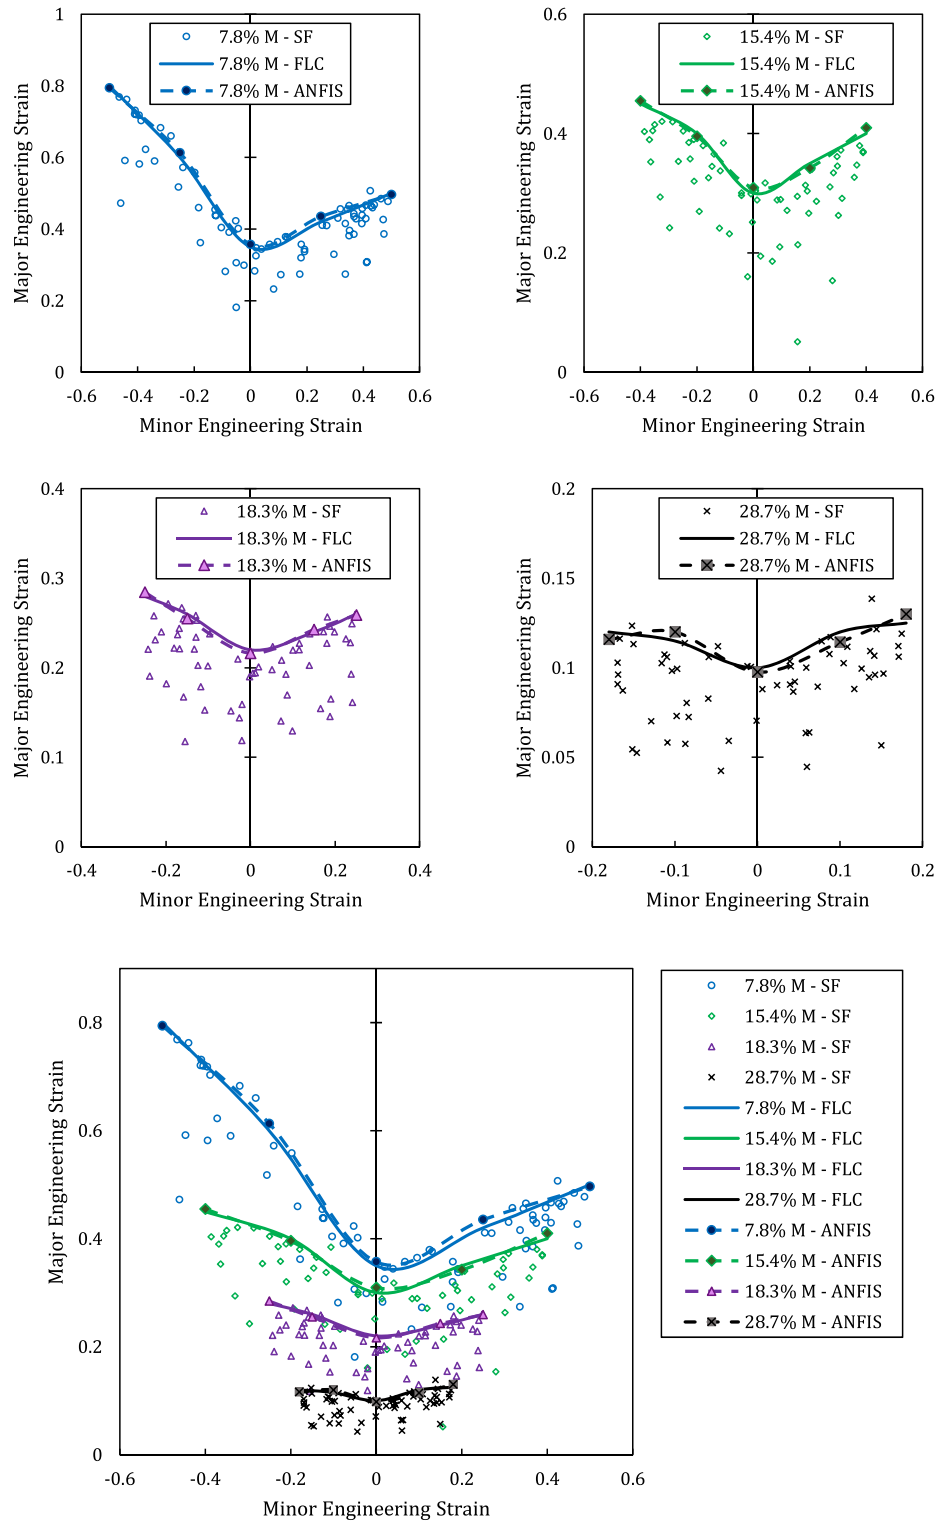 1
0.8
0.6
0.4
0.2
0
-0.6
-0.4
-0.2
0
0.2
0.4
0.6
Major Engineering Strain
Minor Engineering Strain
7.8% M - SF
7.8% M - FLC
7.8% M - ANFIS
0.6
0.4
0.2
0
-0.6
-0.4
-0.2
0
0.2
0.4
0.6
Major Engineering Strain
Minor Engineering Strain
15.4% M - SF
15.4% M - FLC
15.4% M - ANFIS
0.4
0.3
0.2
0.1
0
-0.4
-0.2
0
0.2
0.4
Major Engineering Strain
Minor Engineering Strain
18.3% M - SF
18.3% M - FLC
18.3% M - ANFIS
0.2
0.15
0.1
0.05
0
-0.2
-0.1
0
0.1
0.2
Major Engineering Strain
Minor Engineering Strain
28.7% M - SF
28.7% M - FLC
28.7% M - ANFIS
0.8
0.6
0.4
0.2
0
-0.6
-0.4
-0.2
0
0.2
0.4
0.6
Major Engineering Strain
Minor Engineering Strain
7.8% M - SF
15.4% M - SF
18.3% M - SF
28.7% M - SF
7.8% M - FLC
15.4% M - FLC
18.3% M - FLC
28.7% M - FLC
7.8% M - ANFIS
15.4% M - ANFIS
18.3% M - ANFIS
28.7% M - ANFIS